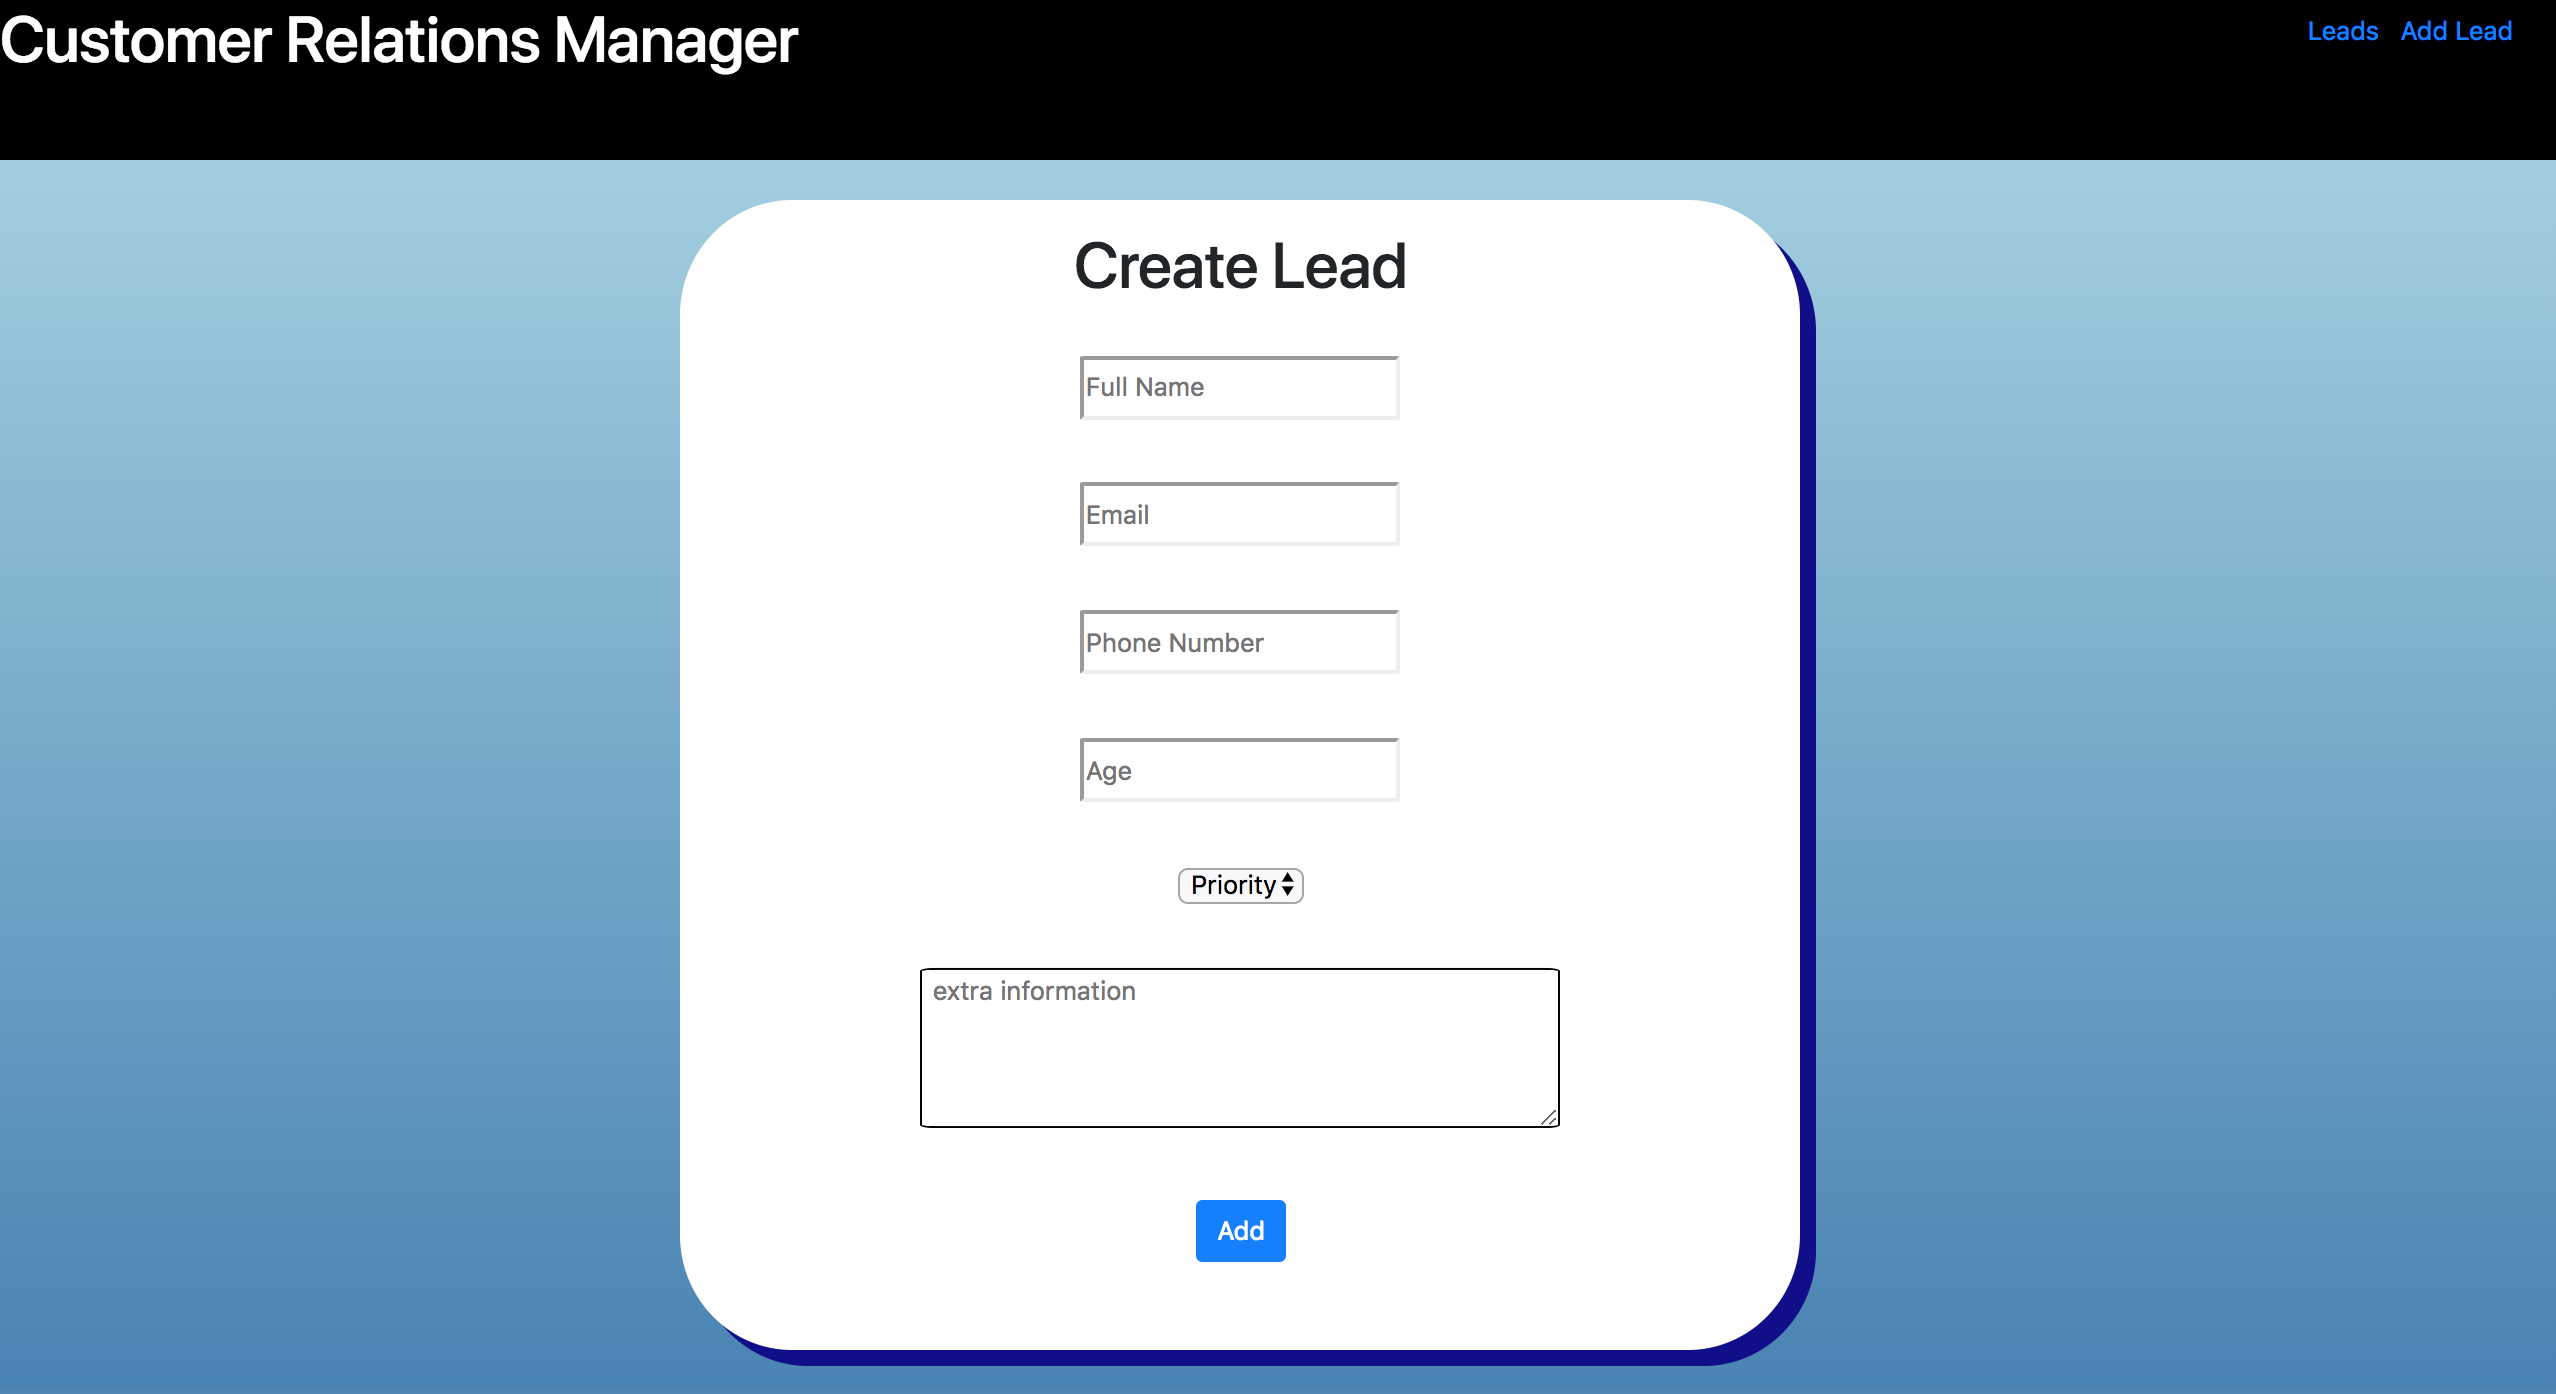 Customer Relations Manager
Leads Add Lead
Create Lead
Full Name
Email
Phone Number
Age
Priority
extra information
Add